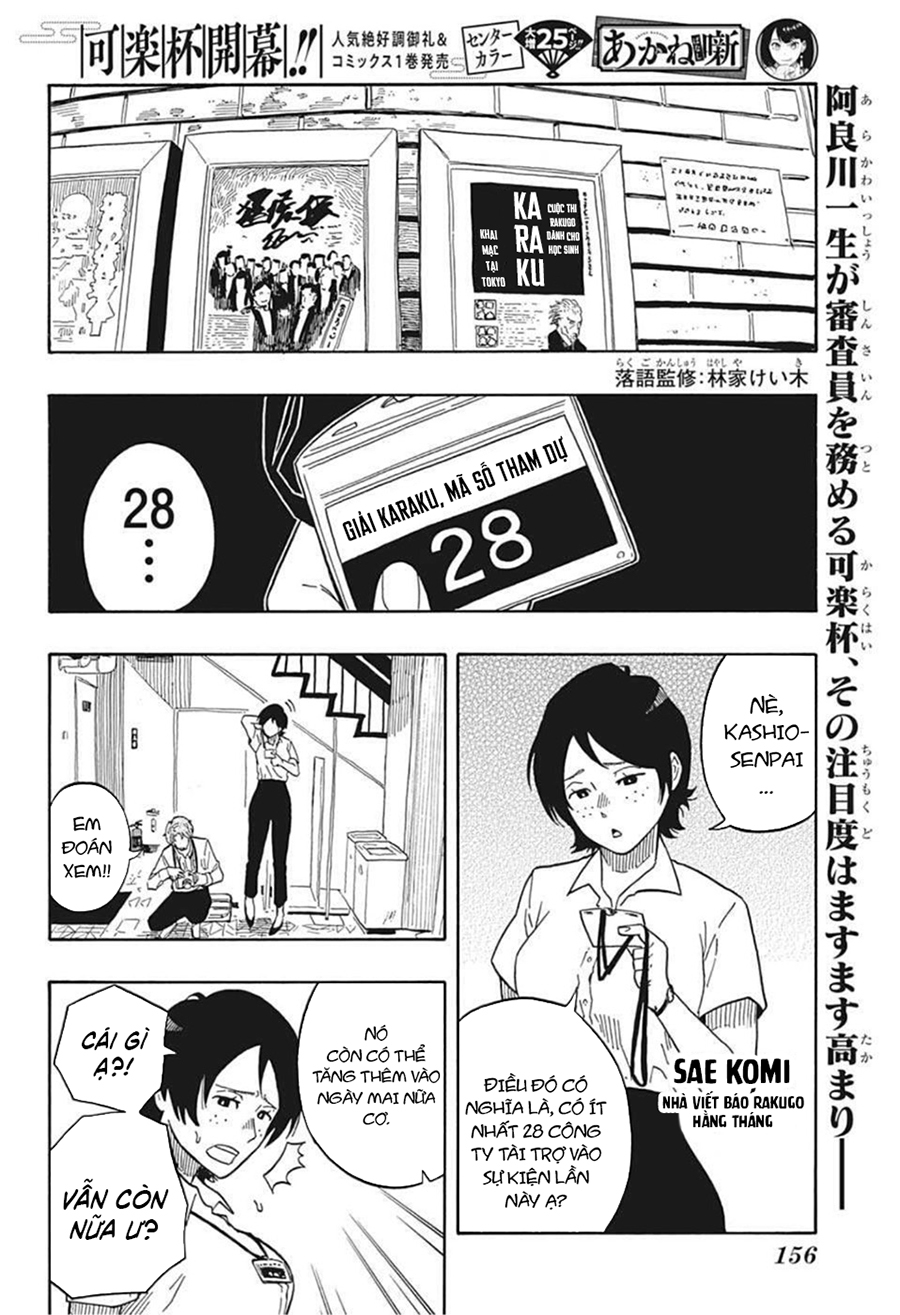 可楽杯開幕!!
人気絶好調御礼&
コミックス1巻発売
センター
カラー
大増25ページ!!
あかね噺
阿良川一生が審査員を務める可楽杯、その注目度はますます高まり――
KA
RA
KU
CUỘC THI
RAKUGO
DÀNH CHO
HỌC SINH
KHAI
MẠC
TẠI
TOKYO
落語監修:林家けい木
28
...
GIẢI KARAKU, MÃ SỐ THAM DỰ
28
NÈ,
KASHIO-
SENPAI
...
ĐIỀU ĐÓ CÓ
NGHĨA LÀ, CÓ ÍT
NHẤT 28 CÔNG
TY TÀI TRỢ VÀO
SỰ KIỆN LẦN
NÀY Ạ?
SAE KOMI
NHÀ VIẾT BÁO RAKUGO
HẰNG THÁNG
EM
ĐOÁN
XEM!!
NÓ
CÒN CÓ THỂ
TĂNG THÊM VÀO
NGÀY MAI NỮA
CƠ.
CÁI GÌ
Ạ?!
VẪN CÒN
NỮA Ư?
156